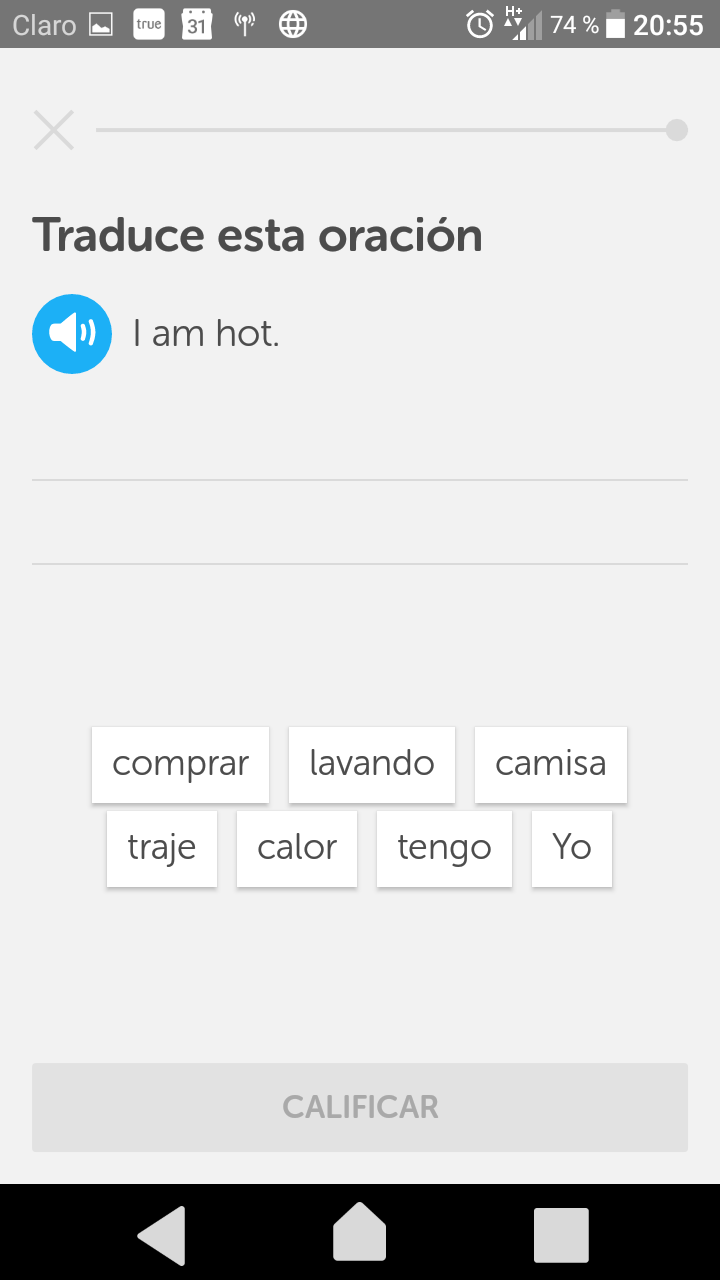 Claro true 31 H+ 74 % 20:55
Traduce esta oración
I am hot.
comprar lavando camisa
traje calor tengo Yo
CALIFICAR